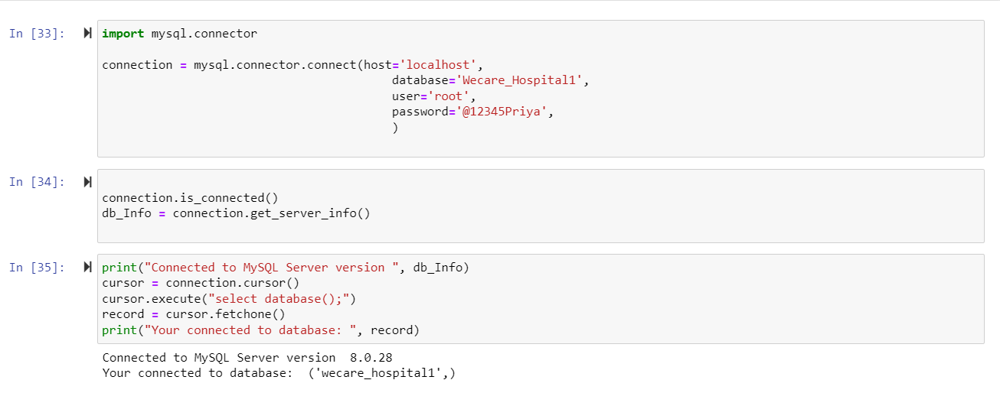 In [33]:
import mysql.connector
connection = mysql.connector.connect(host='localhost',
database='Wecare_Hospital1',
user='root',
password='@12345Priya',
)
In [34]:
connection.is_connected()
db_Info = connection.get_server_info()
In [35]:
print("Connected to MySQL Server version ", db_Info)
cursor = connection.cursor()
cursor.execute("select database();")
record = cursor.fetchone()
print("Your connected to database: ", record)
Connected to MySQL Server version  8.0.28
Your connected to database:  ('wecare_hospital1',)